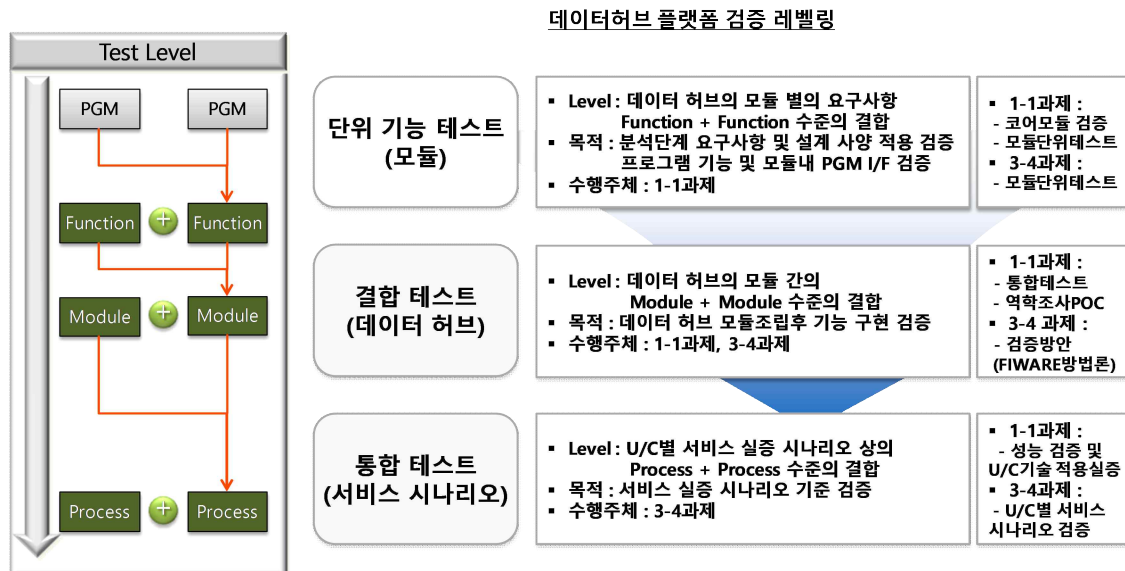 데이터허브 플랫폼 검증 레벨링
Test Level
PGM
PGM
Function
+
Function
Module
+
Module
Process
+
Process
단위 기능 테스트
(모듈)
▪ Level : 데이터 허브의 모듈 별의 요구사항
Function + Function 수준의 결합
▪ 목적 : 분석단계 요구사항 및 설계 사양 적용 검증
프로그램 기능 및 모듈내 PGM I/F 검증
▪ 수행주체 : 1-1과제
▪ 1-1과제 :
- 코어모듈 검증
- 모듈단위테스트
▪ 3-4과제 :
- 모듈단위테스트
결합 테스트
(데이터 허브)
▪ Level : 데이터 허브의 모듈 간의
Module + Module 수준의 결합
▪ 목적 : 데이터 허브 모듈조립후 기능 구현 검증
▪ 수행주체 : 1-1과제, 3-4과제
▪ 1-1과제 :
- 통합테스트
- 역학조사POC
▪ 3-4 과제 :
- 검증방안
(FIWARE방법론)
통합 테스트
(서비스 시나리오)
▪ Level : U/C별 서비스 실증 시나리오 상의
Process + Process 수준의 결합
▪ 목적 : 서비스 실증 시나리오 기준 검증
▪ 수행주체 : 3-4과제
▪ 1-1과제 :
- 성능 검증 및
U/C기술 적용실증
▪ 3-4과제 :
- U/C별 서비스
시나리오 검증